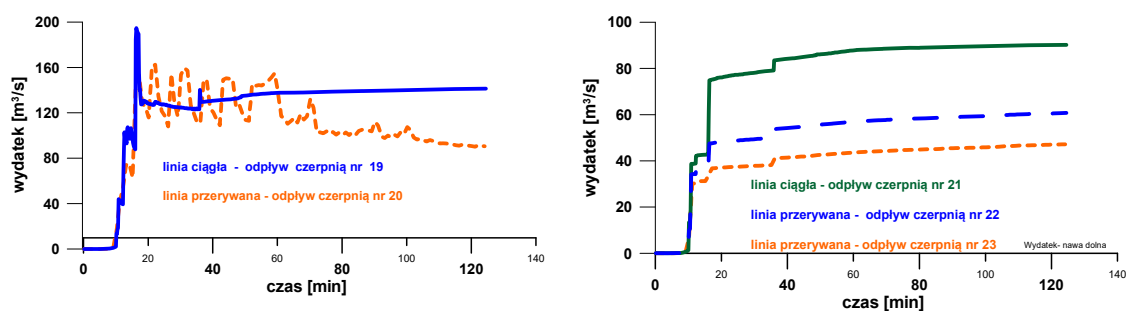 wydatek [m³/s]
200
160
120
80
40
0
0 20 40 60 80 100 120 140
czas [min]
linia ciągła - odpływ czerpnią nr 19
linia przerywana - odpływ czerpnią nr 20
wydatek [m³/s]
100
80
60
40
20
0
0 20 40 60 80 100 120 140
czas [min]
linia ciągła - odpływ czerpnią nr 21
linia przerywana - odpływ czerpnią nr 22
linia przerywana - odpływ czerpnią nr 23
Wydatek- nawa dolna